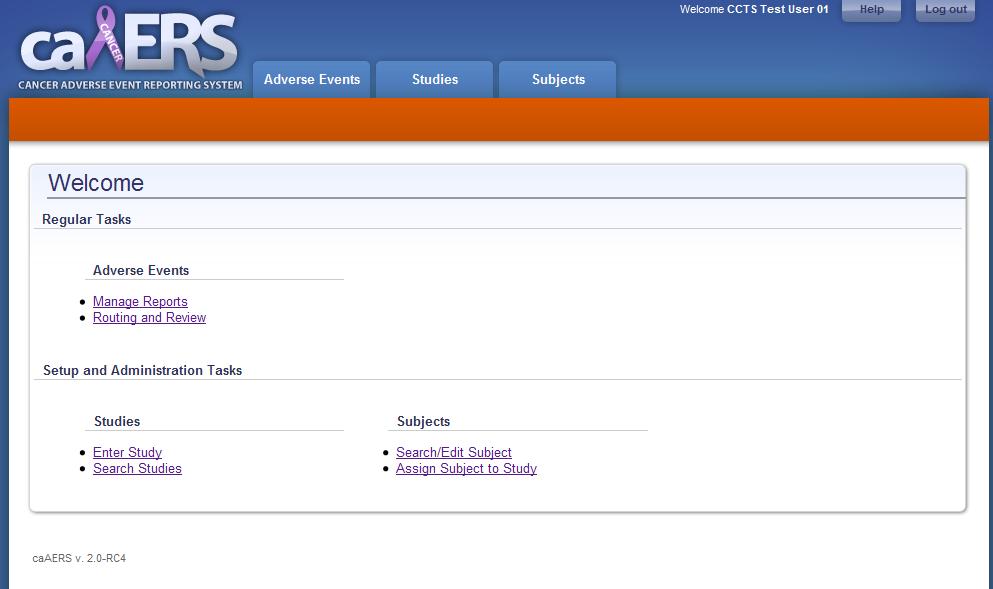 Welcome CCTS Test User 01 Help Log out
caAERS
CANCER
CANCER ADVERSE EVENT REPORTING SYSTEM
Adverse Events Studies Subjects
Welcome
Regular Tasks
Adverse Events
Manage Reports
Routing and Review
Setup and Administration Tasks
Studies Subjects
Enter Study Search/Edit Subject
Search Studies Assign Subject to Study
caAERS v. 2.0-RC4